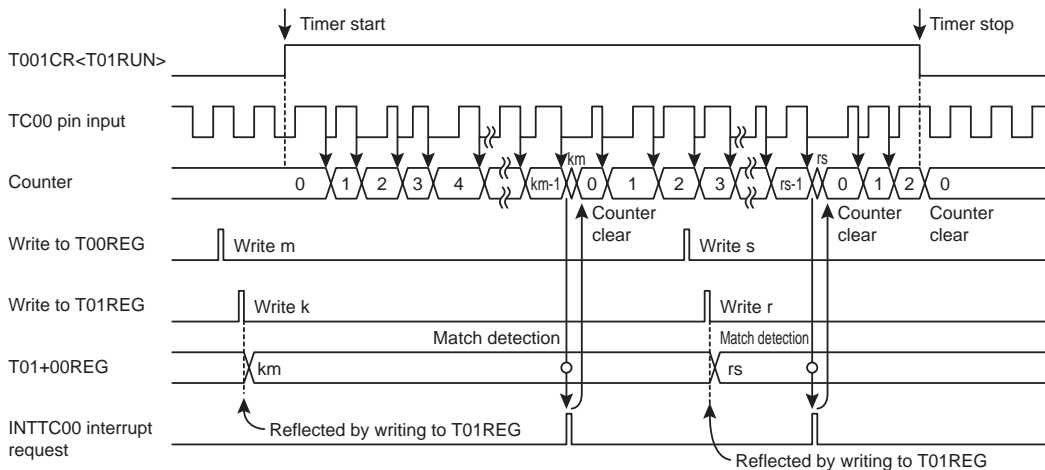 Timer start
Timer stop
T001CR<T01RUN>
TC00 pin input
km
rs
Counter
0 1 2 3 4 km-1 0 1 2 3 rs-1 0 1 2 0
Counter clear
Counter clear
Counter clear
Write to T00REG
Write m
Write s
Write to T01REG
Write k
Write r
Match detection
Match detection
T01+00REG
km
rs
Reflected by writing to T01REG
INTTC00 interrupt
request
Reflected by writing to T01REG